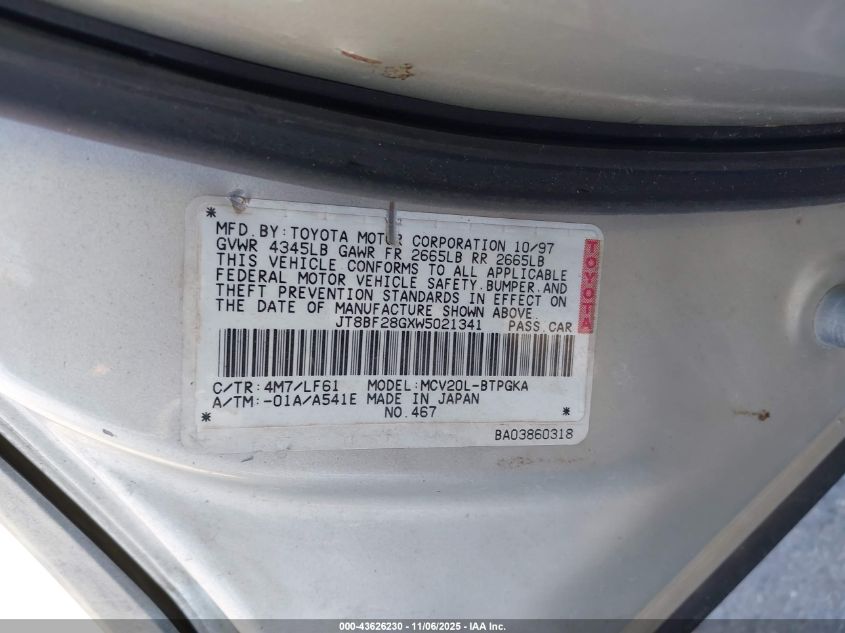 MFD. BY: TOYOTA MOTOR CORPORATION 10/97
GVWR 4345LB GAWR FR 2665LB RR 2665LB
THIS VEHICLE CONFORMS TO ALL APPLICABLE
FEDERAL MOTOR VEHICLE SAFETY.BUMPER.AND
THEFT PREVENTION STANDARDS IN EFFECT ON
THE DATE OF MANUFACTURE SHOWN ABOVE.
JT8BF28GXW5021341 PASS.CAR
TOYOTA
C/TR: 4M7/LF61 MODEL: MCV20L-BTPGKA
A/TM: -01A/A541E MADE IN JAPAN
NO.467
BA03860318
000-43626230 - 11/06/2025 - IAA Inc.